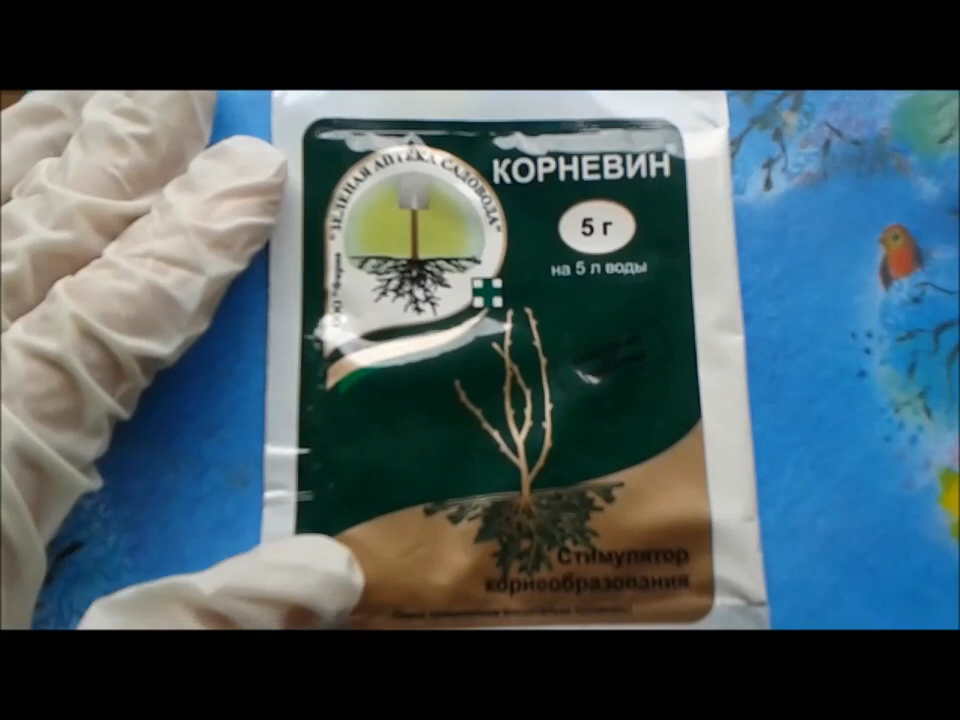 "ЗЕЛЕНАЯ АПТЕКА САДОВОДА"
КОРНЕВИН
5 г
на 5 л воды
Стимулятор
корнеобразования